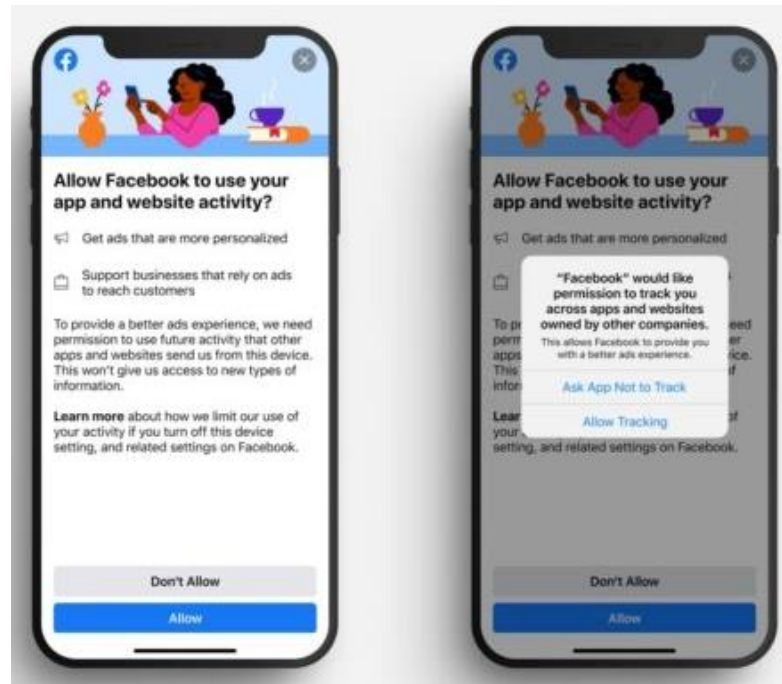 Allow Facebook to use your
app and website activity?
Get ads that are more personalized
Support businesses that rely on ads
to reach customers
To provide a better ads experience, we need
permission to use future activity that other
apps and websites send us from this device.
This won't give us access to new types of
information.
Learn more about how we limit our use of
your activity if you turn off this device
setting, and related settings on Facebook.
Don't Allow
Allow
Allow Facebook to use your
app and website activity?
Get ads that are more personalized
"Facebook" would like
permission to track you
across apps and websites
owned by other companies.
This allows Facebook to provide you
with a better ads experience.
Ask App Not to Track
Allow Tracking
setting, and related settings on Facebook.
Don't Allow
Allow